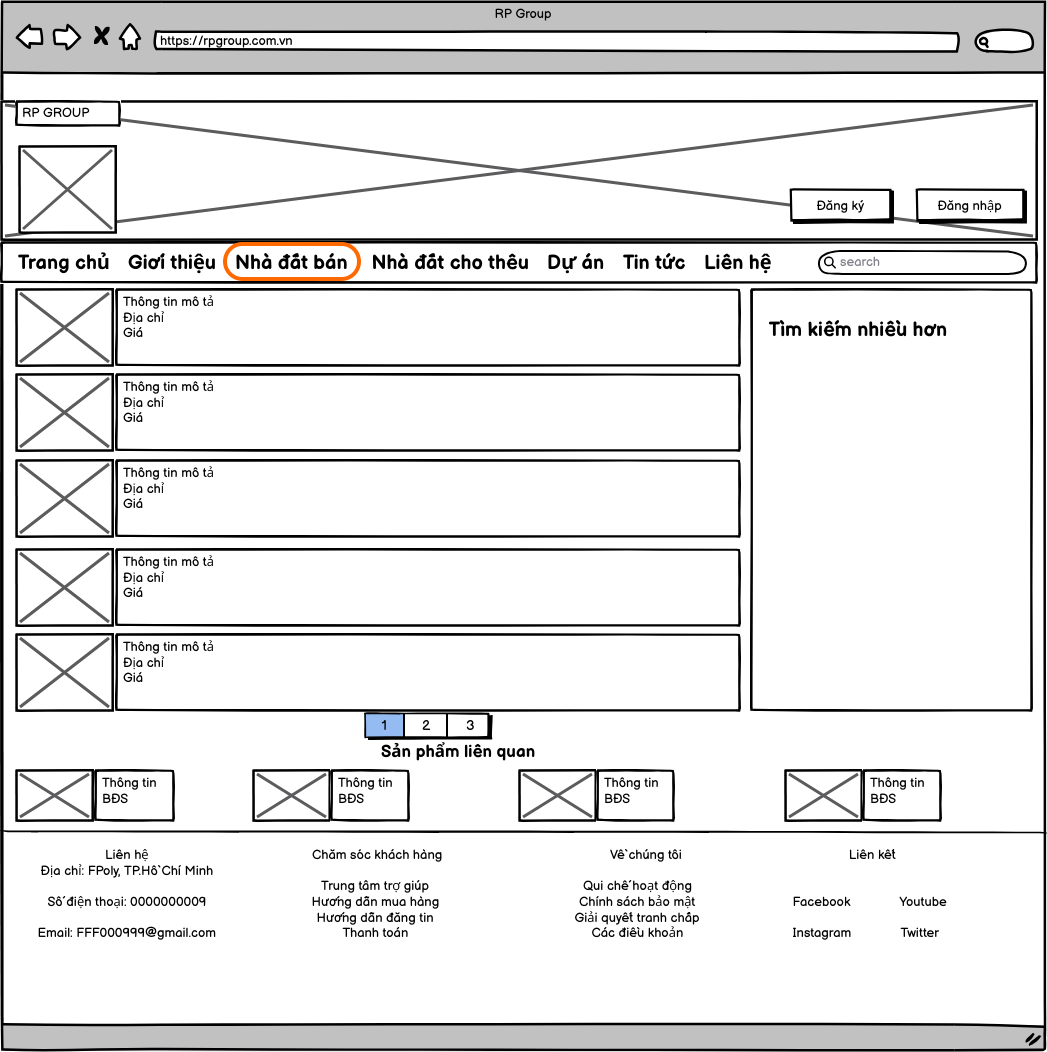 RP Group
https://rpgroup.com.vn
RP GROUP
Đăng ký
Đăng nhập
Trang chủ Giới thiệu Nhà đất bán Nhà đất cho thêu Dự án Tin tức Liên hệ
search
Thông tin mô tả
Địa chỉ
Giá
Thông tin mô tả
Địa chỉ
Giá
Thông tin mô tả
Địa chỉ
Giá
Thông tin mô tả
Địa chỉ
Giá
Thông tin mô tả
Địa chỉ
Giá
Tìm kiếm nhiều hơn
1 2 3
Sản phẩm liên quan
Thông tin
BĐS
Thông tin
BĐS
Thông tin
BĐS
Thông tin
BĐS
Liên hệ
Địa chỉ: FPoly, TP.Hồ Chí Minh
Số điện thoại: 0000000009
Email: FFF000999@gmail.com
Chăm sóc khách hàng
Trung tâm trợ giúp
Hướng dẫn mua hàng
Hướng dẫn đăng tin
Thanh toán
Về chúng tôi
Qui chế hoạt động
Chính sách bảo mật
Giải quyết tranh chấp
Các điều khoản
Liên kết
Facebook Youtube
Instagram Twitter